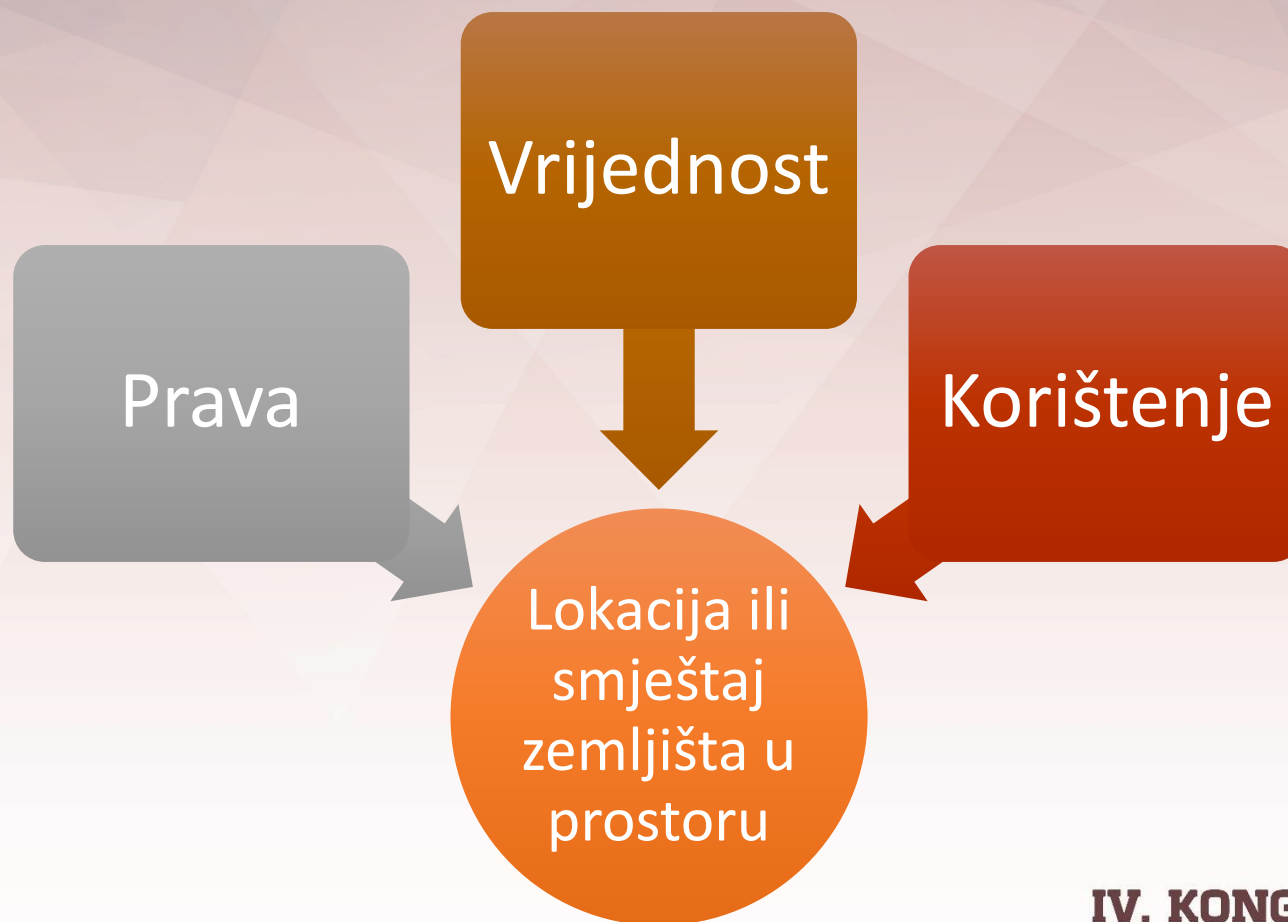 Vrijednost
Prava
Korištenje
Lokacija ili
smještaj
zemljišta u
prostoru
IV. KONG